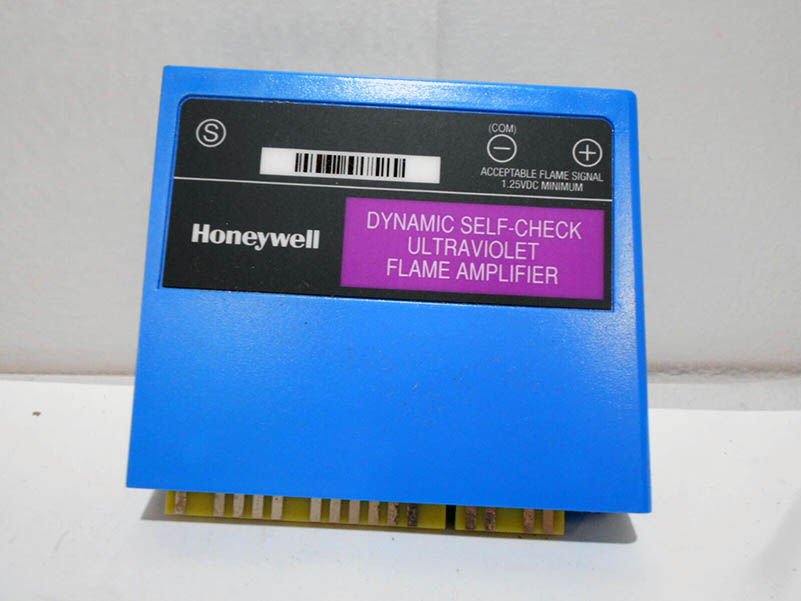 S
(COM)
− +
ACCEPTABLE FLAME SIGNAL
1.25VDC MINIMUM
Honeywell
DYNAMIC SELF-CHECK
ULTRAVIOLET
FLAME AMPLIFIER